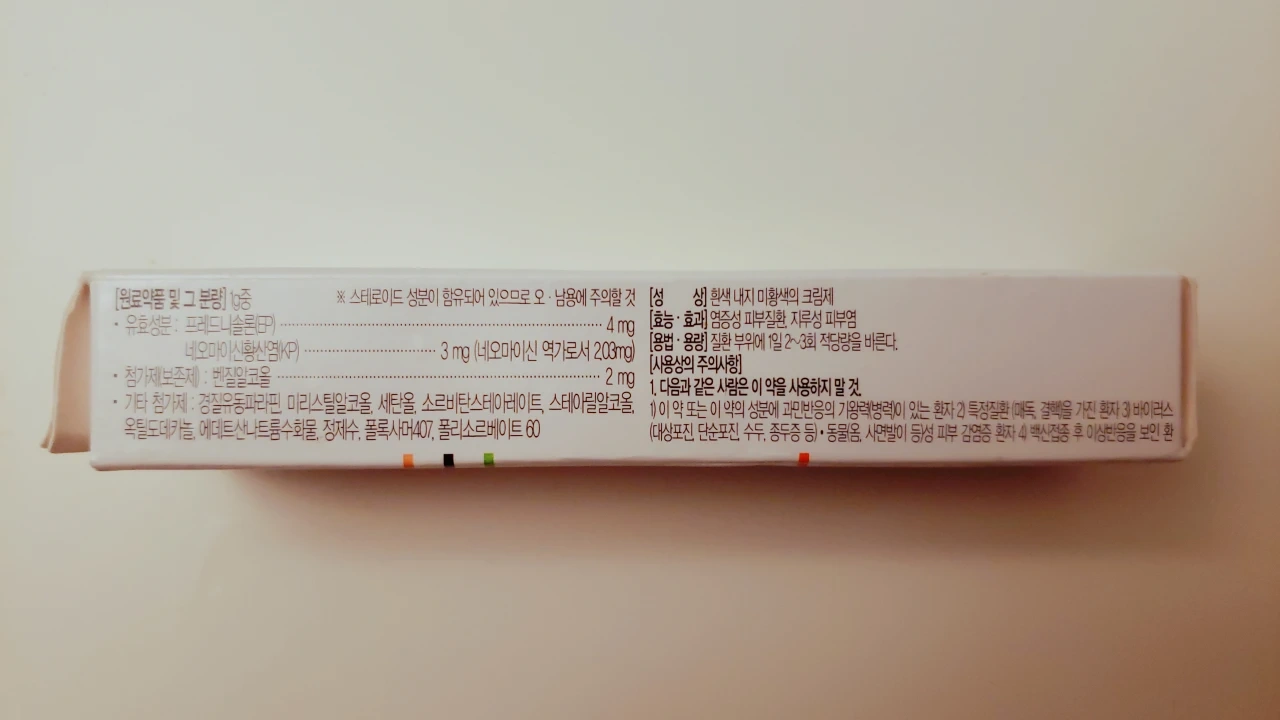 [원료약품 및 그 분량] 1g중 ※ 스테로이드 성분이 함유되어 있으므로 오·남용에 주의할 것
• 유효성분 : 프레드니솔론(EP) 4 mg
네오마이신황산염(KP) 3 mg (네오마이신 역가로서 2.03mg)
• 첨가제(보존제) : 벤질알코올 2 mg
• 기타 첨가제 : 경질유동파라핀, 미리스틸알코올, 세탄올, 소르비탄스테아레이트, 스테아릴알코올,
옥틸도데카놀, 에데트산나트륨수화물, 정제수, 폴록사머407, 폴리소르베이트 60
[성 상] 흰색 내지 미황색의 크림제
[효능·효과] 염증성 피부질환, 지루성 피부염
[용법·용량] 질환 부위에 1일 2~3회 적당량을 바른다.
[사용상의 주의사항]
1. 다음과 같은 사람은 이 약을 사용하지 말 것.
1) 이 약 또는 이 약의 성분에 과민반응의 기왕력(병력)이 있는 환자 2) 특정질환 (매독, 결핵)을 가진 환자 3) 바이러스
(대상포진, 단순포진, 수두, 종두증 등)•동물(옴, 사면발이 등)성 피부 감염증 환자 4) 백신접종 후 이상반응을 보인 환